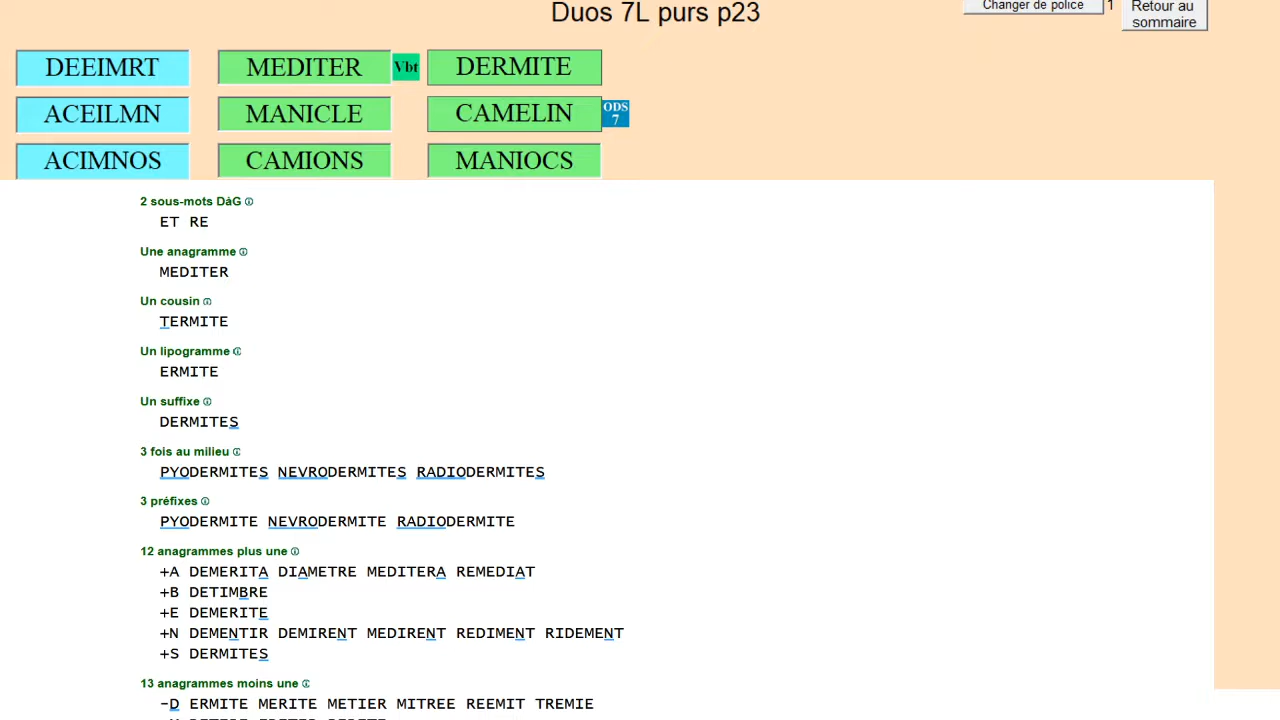 Duos 7L purs p23
Changer de police 1 Retour au sommaire
DEEIMRT MEDITER Vbt DERMITE
ACEILMN MANICLE CAMELIN ODS 7
ACIMNOS CAMIONS MANIOCS
2 sous-mots DàG
ET RE
Une anagramme
MEDITER
Un cousin
TERMITE
Un lipogramme
ERMITE
Un suffixe
DERMITES
3 fois au milieu
PYODERMITES NEVRODERMITES RADIODERMITES
3 préfixes
PYODERMITE NEVRODERMITE RADIODERMITE
12 anagrammes plus une
+A DEMERITA DIAMETRE MEDITERA REMEDIAT
+B DETIMBRE
+E DEMERITE
+N DEMENTIR DEMIRENT MEDIRENT REDIMENT RIDEMENT
+S DERMITES
13 anagrammes moins une
-D ERMITE MERITE METIER MITREE REEMIT TREMIE